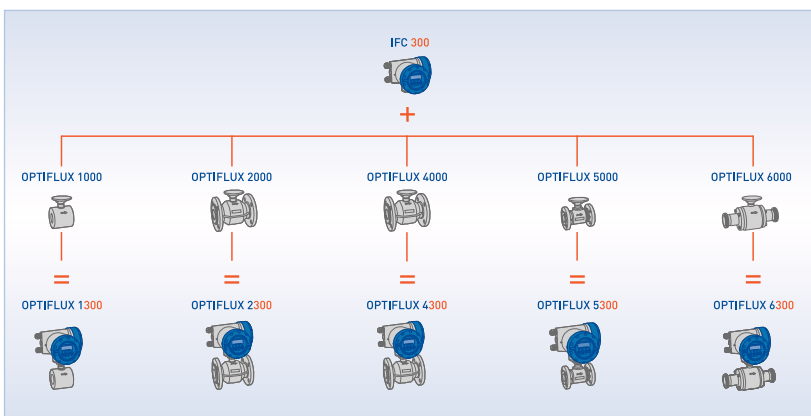 IFC 300
+
OPTIFLUX 1000
OPTIFLUX 2000
OPTIFLUX 4000
OPTIFLUX 5000
OPTIFLUX 6000
= = = = =
OPTIFLUX 1300
OPTIFLUX 2300
OPTIFLUX 4300
OPTIFLUX 5300
OPTIFLUX 6300